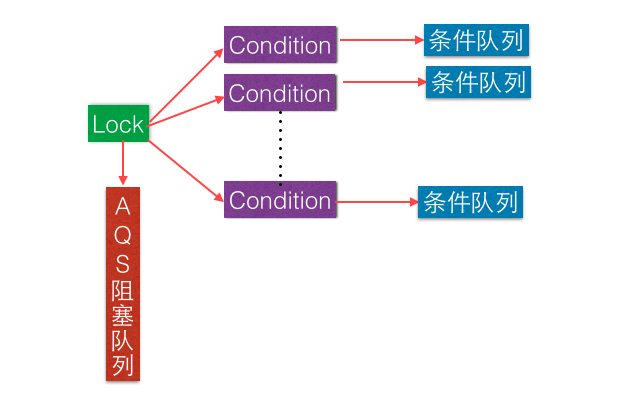 Condition
条件队列
Condition
条件队列
Lock
Condition
条件队列
A
Q
S
阻
塞
队
列